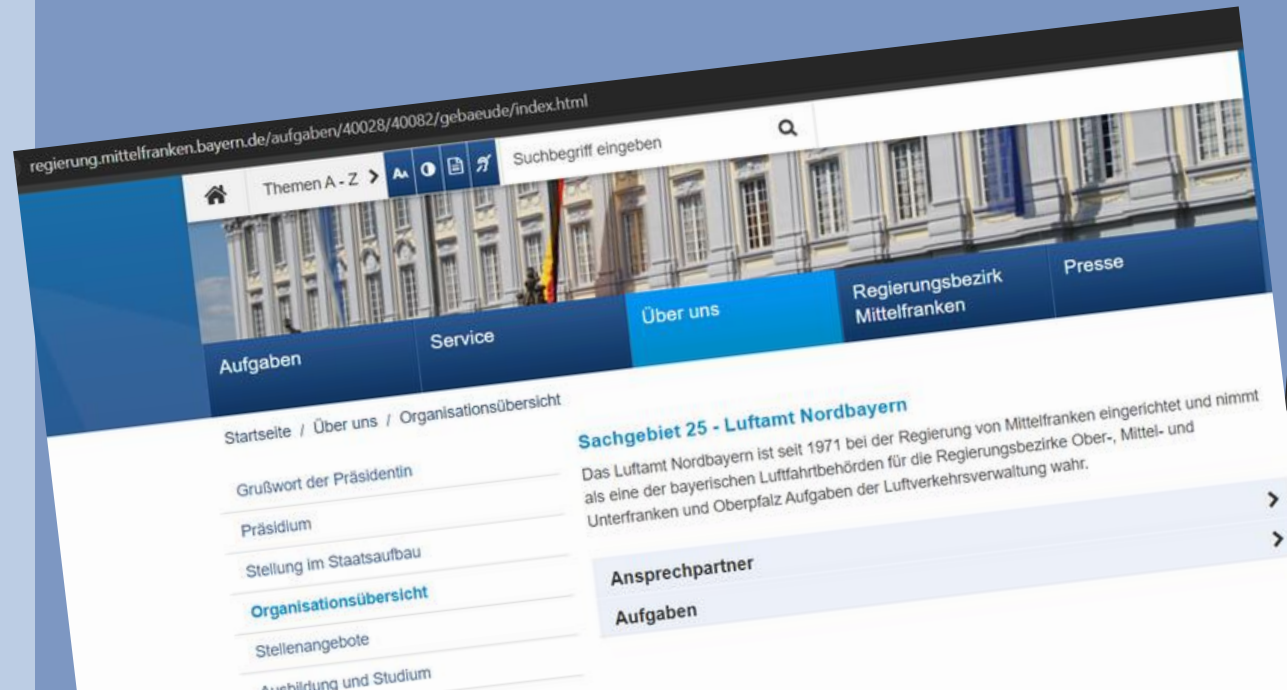 regierung.mittelfranken.bayern.de/aufgaben/40028/40082/gebaeude/index.html
Themen A - Z
Suchbegriff eingeben
Aufgaben
Service
Über uns
Regierungsbezirk
Mittelfranken
Presse
Startseite / Über uns / Organisationsübersicht
Grußwort der Präsidentin
Präsidium
Stellung im Staatsaufbau
Organisationsübersicht
Stellenangebote
Ausbildung und Studium
Sachgebiet 25 - Luftamt Nordbayern
Das Luftamt Nordbayern ist seit 1971 bei der Regierung von Mittelfranken eingerichtet und nimmt
als eine der bayerischen Luftfahrtbehörden für die Regierungsbezirke Ober-, Mittel- und
Unterfranken und Oberpfalz Aufgaben der Luftverkehrsverwaltung wahr.
Ansprechpartner
Aufgaben